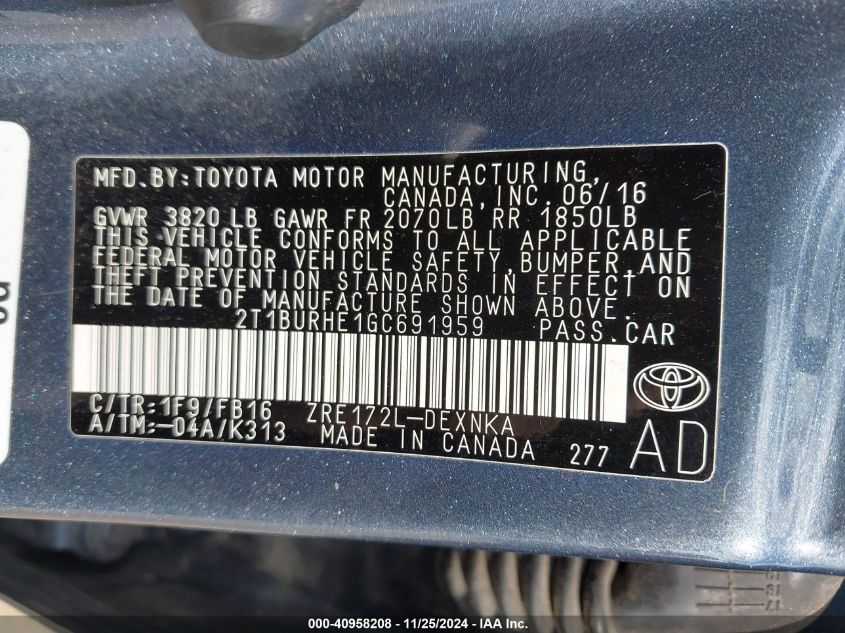 MFD.BY:TOYOTA MOTOR MANUFACTURING,
CANADA,INC. 06/16
GVWR 3820 LB GAWR FR 2070LB RR 1850LB
THIS VEHICLE CONFORMS TO ALL APPLICABLE
FEDERAL MOTOR VEHICLE SAFETY,BUMPER,AND
THEFT PREVENTION STANDARDS IN EFFECT ON
THE DATE OF MANUFACTURE SHOWN ABOVE.
2T1BURHE1GC691959 PASS.CAR
C/TR:1F9/FB16 ZRE172L-DEXNKA
A/TM:-04A/K313 MADE IN CANADA 277 AD
000-40958208 - 11/25/2024 - IAA Inc.